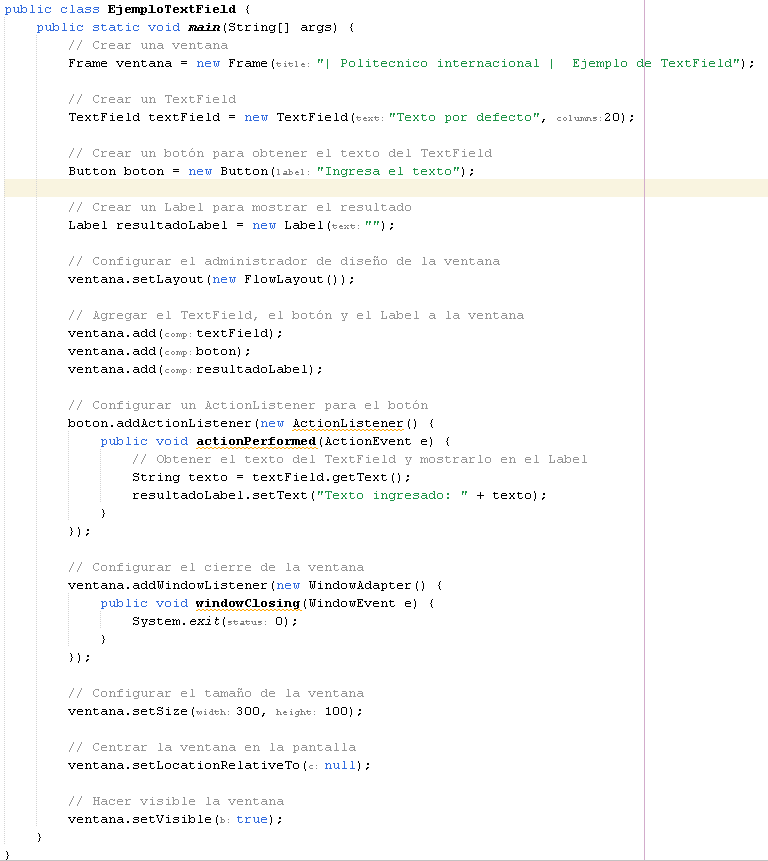 public class EjemploTextField {
    public static void main(String[] args) {
        // Crear una ventana
        Frame ventana = new Frame(title: "| Politecnico internacional |  Ejemplo de TextField");

        // Crear un TextField
        TextField textField = new TextField(text: "Texto por defecto", columns: 20);

        // Crear un botón para obtener el texto del TextField
        Button boton = new Button(label: "Ingresa el texto");

        // Crear un Label para mostrar el resultado
        Label resultadoLabel = new Label(text: "");

        // Configurar el administrador de diseño de la ventana
        ventana.setLayout(new FlowLayout());

        // Agregar el TextField, el botón y el Label a la ventana
        ventana.add(comp: textField);
        ventana.add(comp: boton);
        ventana.add(comp: resultadoLabel);

        // Configurar un ActionListener para el botón
        boton.addActionListener(new ActionListener() {
            public void actionPerformed(ActionEvent e) {
                // Obtener el texto del TextField y mostrarlo en el Label
                String texto = textField.getText();
                resultadoLabel.setText("Texto ingresado: " + texto);
            }
        });

        // Configurar el cierre de la ventana
        ventana.addWindowListener(new WindowAdapter() {
            public void windowClosing(WindowEvent e) {
                System.exit(status: 0);
            }
        });

        // Configurar el tamaño de la ventana
        ventana.setSize(width: 300, height: 100);

        // Centrar la ventana en la pantalla
        ventana.setLocationRelativeTo(c: null);

        // Hacer visible la ventana
        ventana.setVisible(b: true);
    }
}